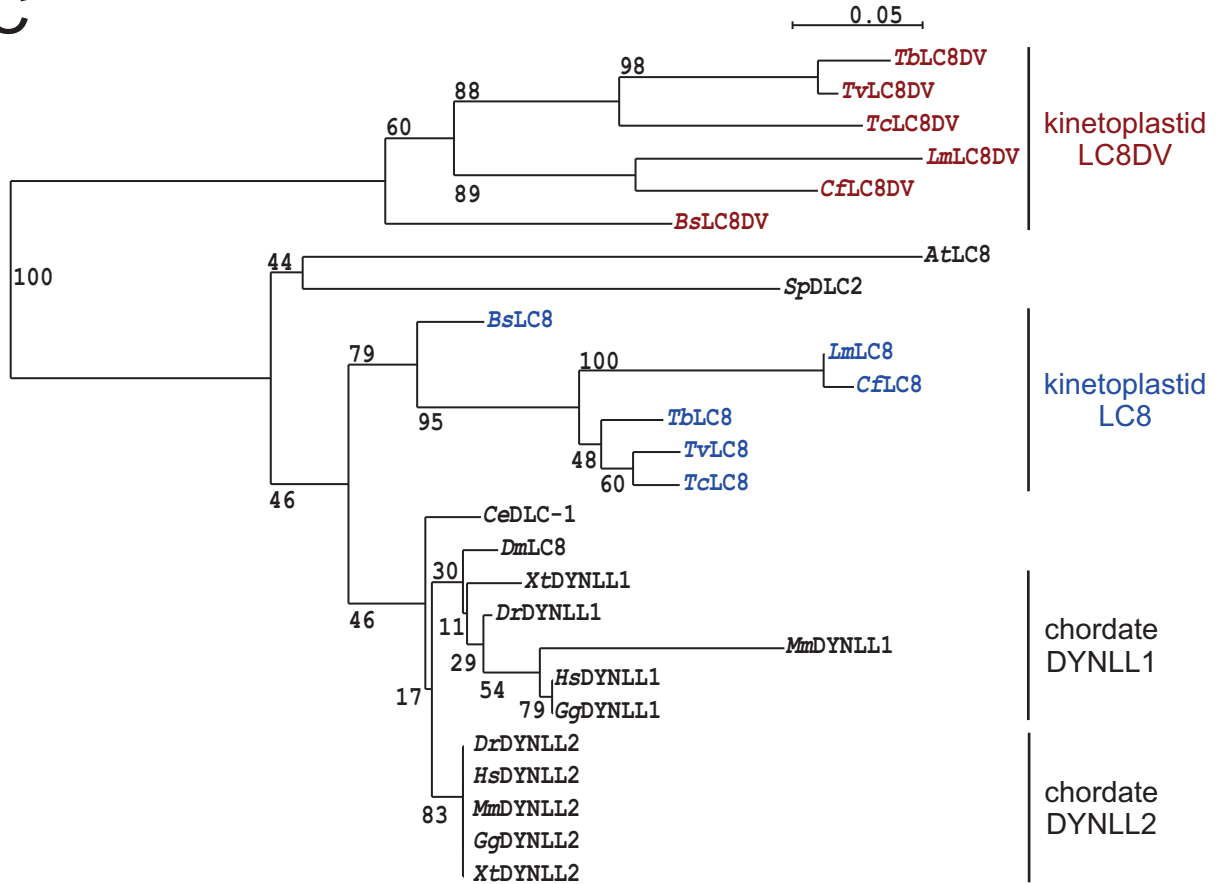 C
0.05
TbLC8DV
98
TvLC8DV
88
TcLC8DV
kinetoplastid
LC8DV
60
LmLC8DV
89
CfLC8DV
BsLC8DV
AtLC8
44
100
SpDLC2
BsLC8
79
100
LmLC8
CfLC8
kinetoplastid
LC8
95
TbLC8
48
TvLC8
60
TcLC8
46
CeDLC-1
DmLC8
30
XtDYNLL1
46
11
DrDYNLL1
chordate
DYNLL1
MmDYNLL1
29
54
HsDYNLL1
17
79
GgDYNLL1
DrDYNLL2
HsDYNLL2
chordate
DYNLL2
83
MmDYNLL2
GgDYNLL2
XtDYNLL2